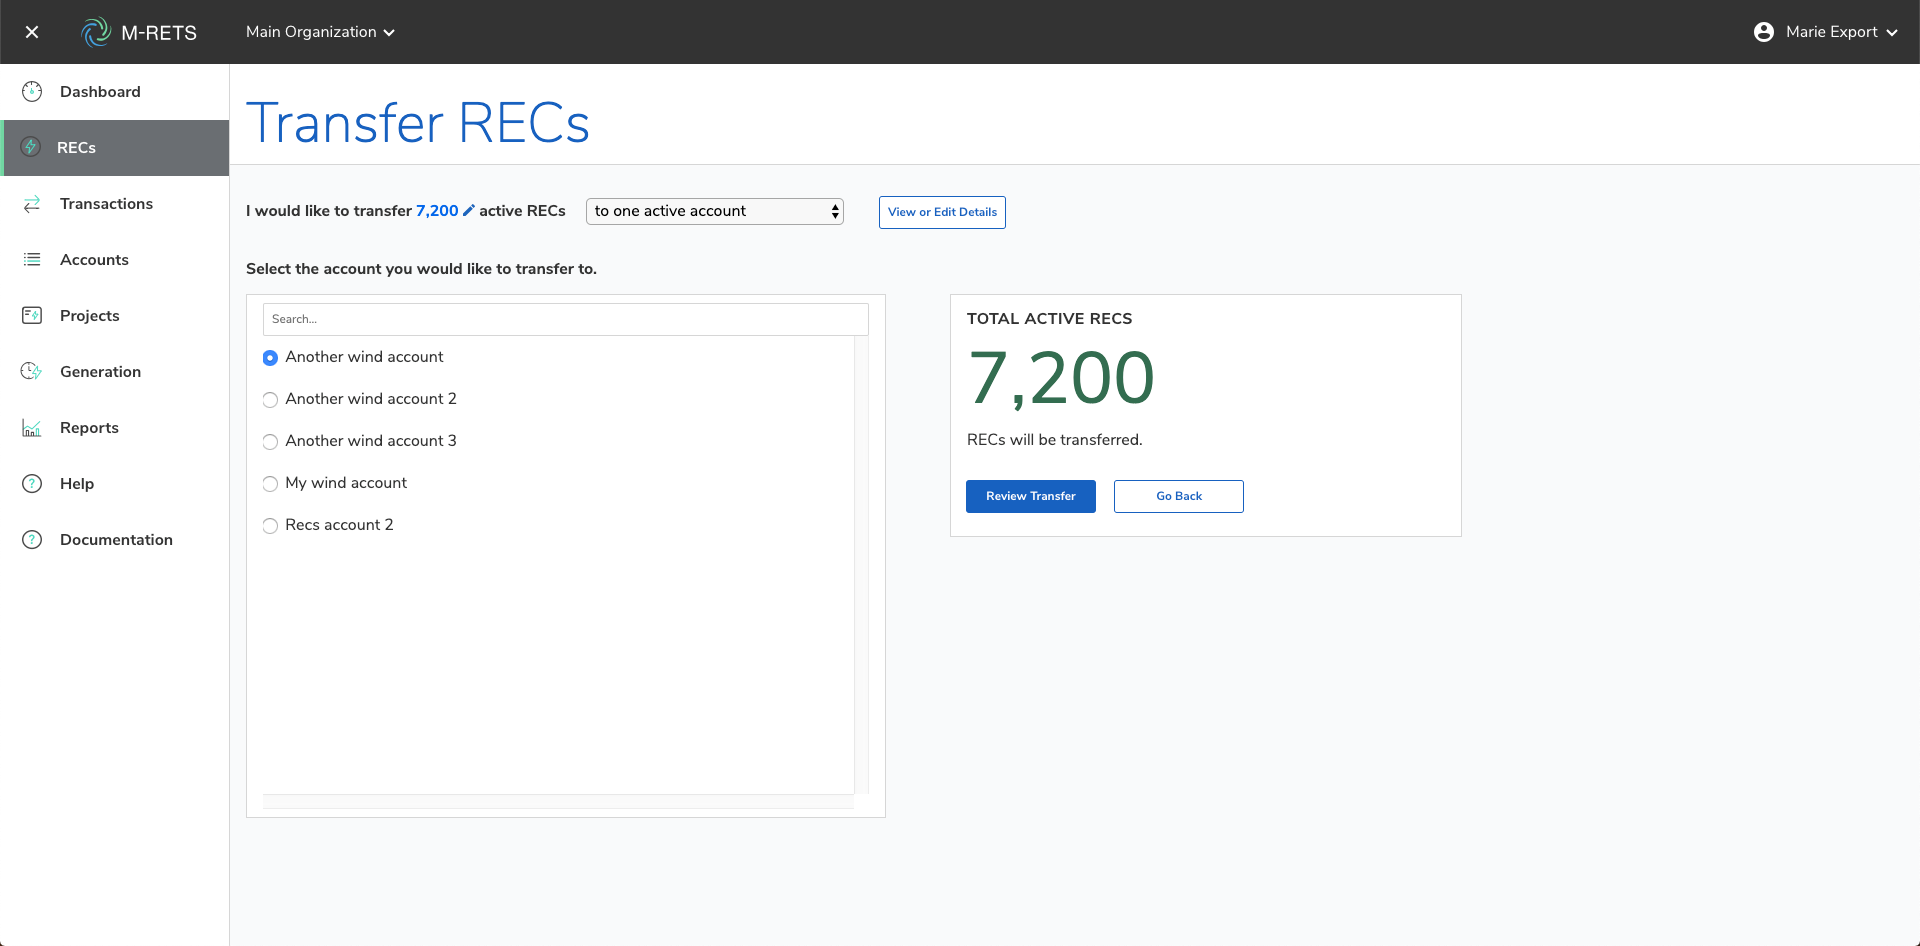 M-RETS
Main Organization
Marie Export
Dashboard
RECs
Transactions
Accounts
Projects
Generation
Reports
Help
Documentation
Transfer RECs
I would like to transfer 7,200 active RECs
to one active account
View or Edit Details
Select the account you would like to transfer to.
Search...
Another wind account
Another wind account 2
Another wind account 3
My wind account
Recs account 2
TOTAL ACTIVE RECS
7,200
RECs will be transferred.
Review Transfer
Go Back